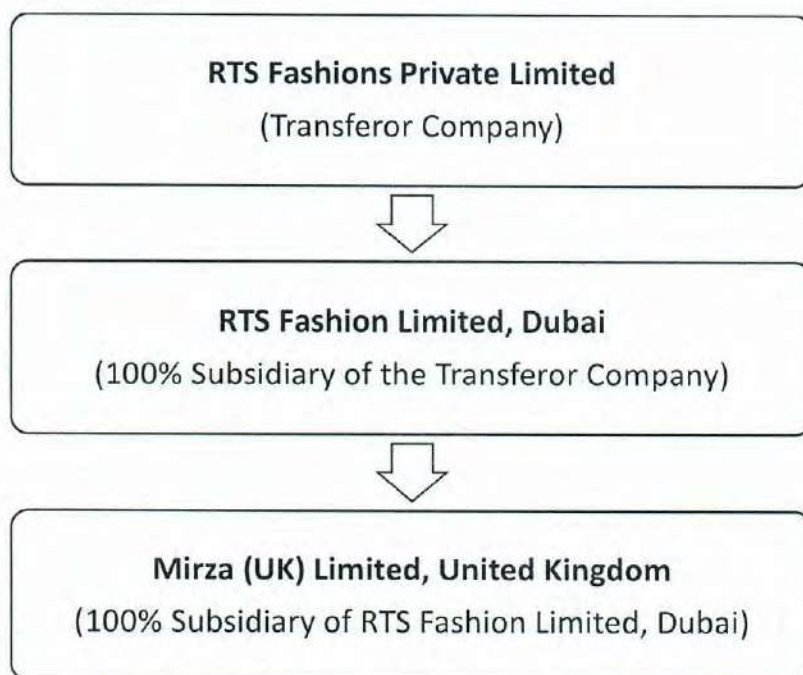 RTS Fashions Private Limited
(Transferor Company)
RTS Fashion Limited, Dubai
(100% Subsidiary of the Transferor Company)
Mirza (UK) Limited, United Kingdom
(100% Subsidiary of RTS Fashion Limited, Dubai)